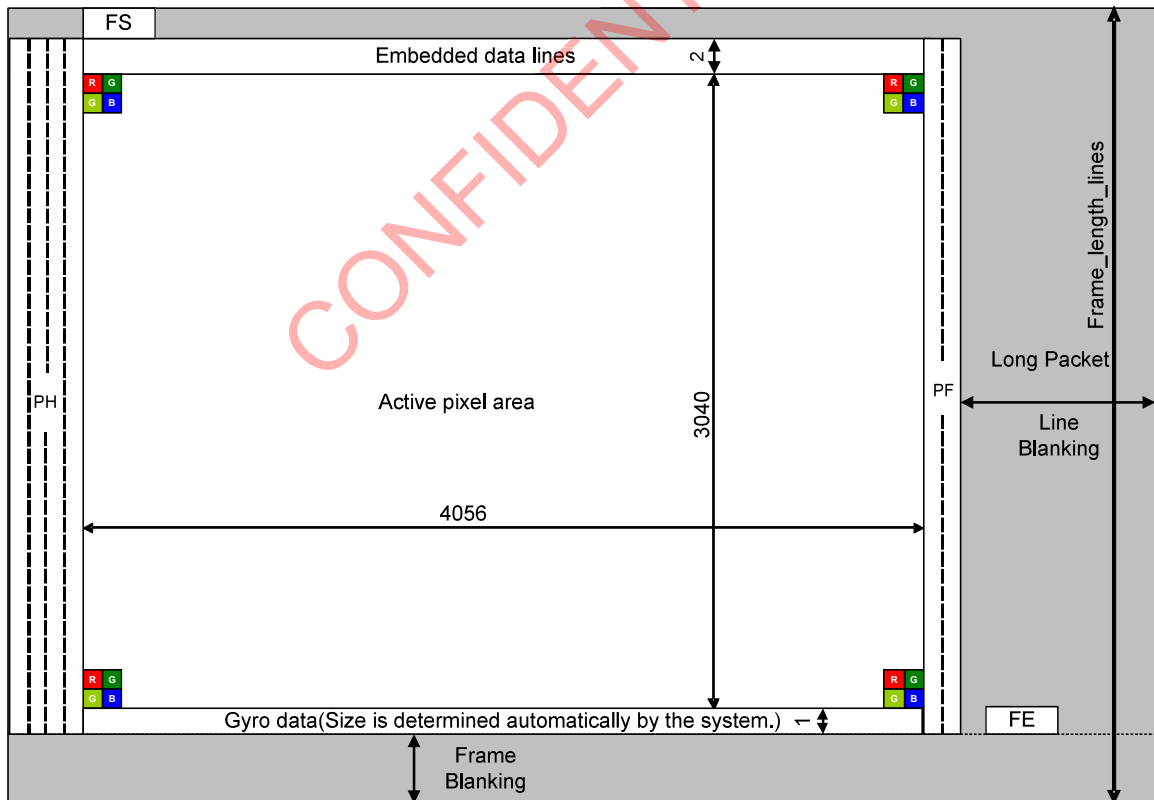 FS
Embedded data lines
2
R G
G B
R G
G B
CONFIDENT
Frame_length_lines
Long Packet
PH
Active pixel area
3040
PF
Line
Blanking
4056
R G
G B
R G
G B
Gyro data(Size is determined automatically by the system.)
1
FE
Frame
Blanking